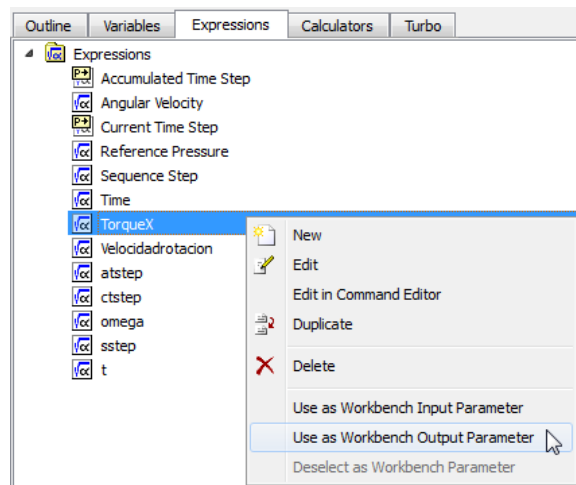 Outline Variables Expressions Calculators Turbo
Expressions
Accumulated Time Step
Angular Velocity
Current Time Step
Reference Pressure
Sequence Step
Time
TorqueX
Velocidadrotacion
atstep
ctstep
omega
sstep
t
New
Edit
Edit in Command Editor
Duplicate
Delete
Use as Workbench Input Parameter
Use as Workbench Output Parameter
Deselect as Workbench Parameter